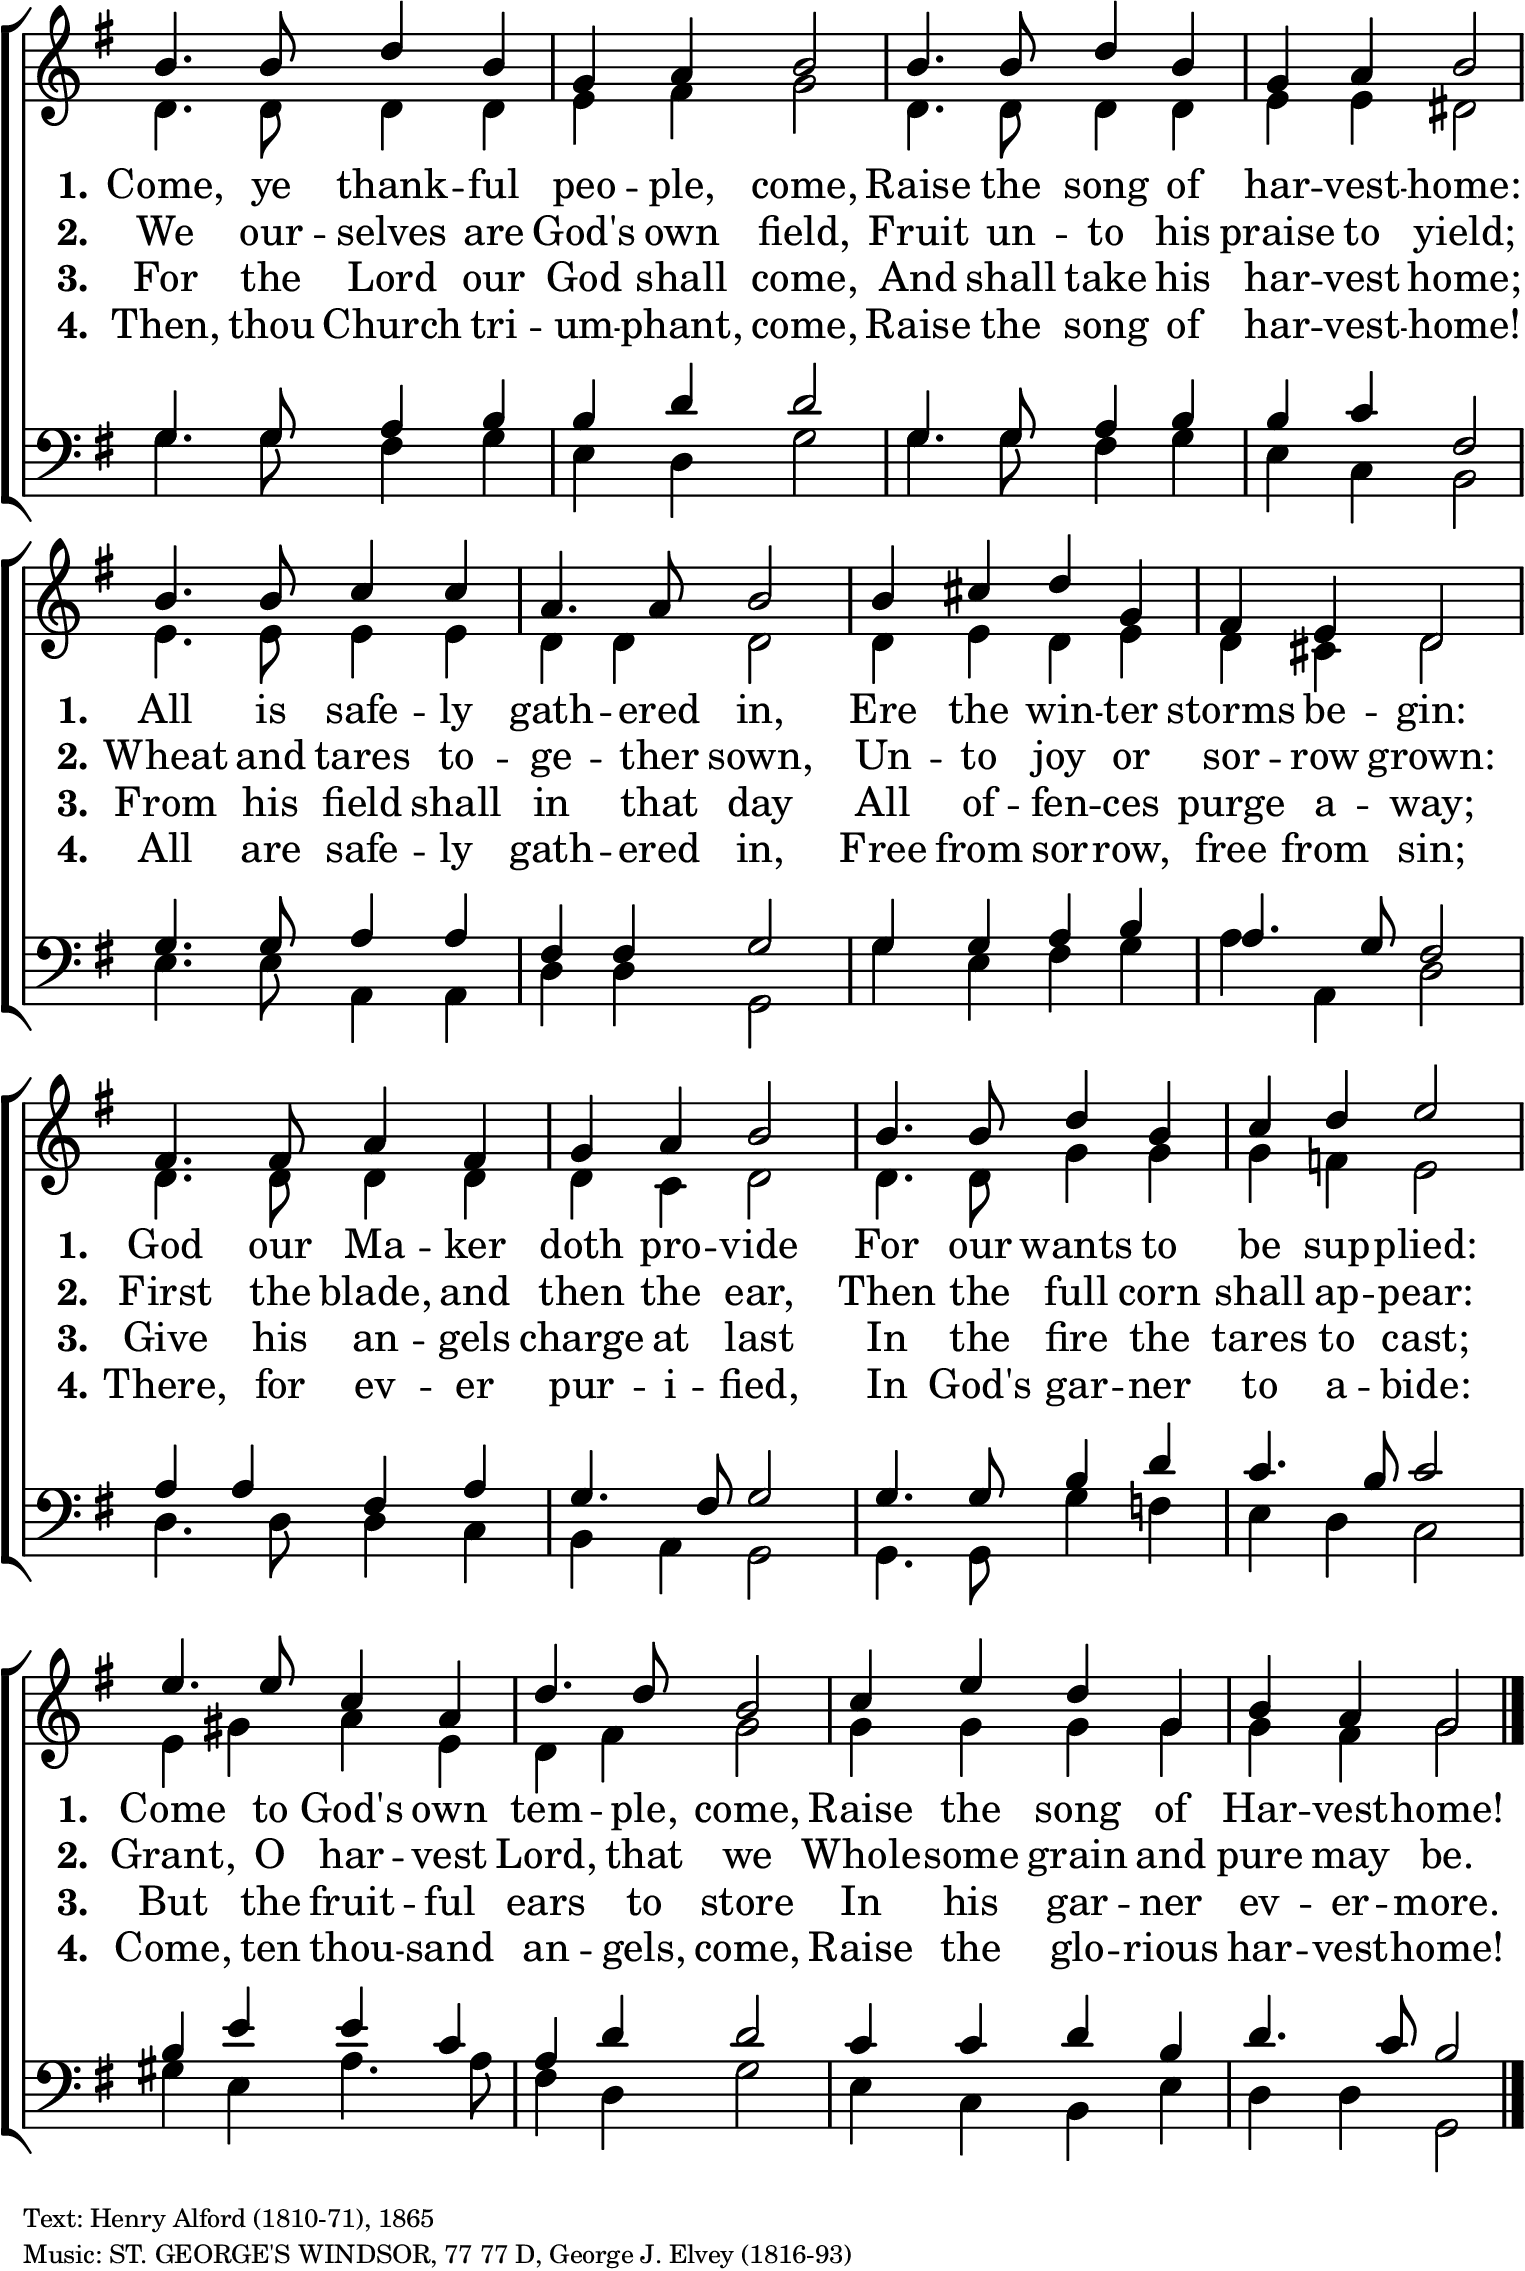 1. Come, ye thank -- ful peo -- ple, come, Raise the song of har -- vest -- home:
2. We our -- selves are God's own field, Fruit un -- to his praise to yield;
3. For the Lord our God shall come, And shall take his har -- vest home;
4. Then, thou Church tri -- um -- phant, come, Raise the song of har -- vest -- home!
1. All is safe -- ly gath -- ered in, Ere the win -- ter storms be -- gin:
2. Wheat and tares to -- ge -- ther sown, Un -- to joy or sor -- row grown:
3. From his field shall in that day All of -- fen -- ces purge a -- way;
4. All are safe -- ly gath -- ered in, Free from sorrow, free from sin;
1. God our Ma -- ker doth pro -- vide For our wants to be supplied:
2. First the blade, and then the ear, Then the full corn shall ap -- pear:
3. Give his an -- gels charge at last In the fire the tares to cast;
4. There, for ev -- er pur -- i -- fied, In God's gar -- ner to a -- bide:
1. Come to God's own tem -- ple, come, Raise the song of Har -- vesthome!
2. Grant, O har -- vest Lord, that we Wholesome grain and pure may be.
3. But the fruit -- ful ears to store In his gar -- ner ev -- er -- more.
4. Come, ten thou -- sand an -- gels, come, Raise the glo -- rious har -- vesthome!
Text: Henry Alford (1810-71), 1865
Music: ST. GEORGE'S WINDSOR, 77 77 D, George J. Elvey (1816-93)